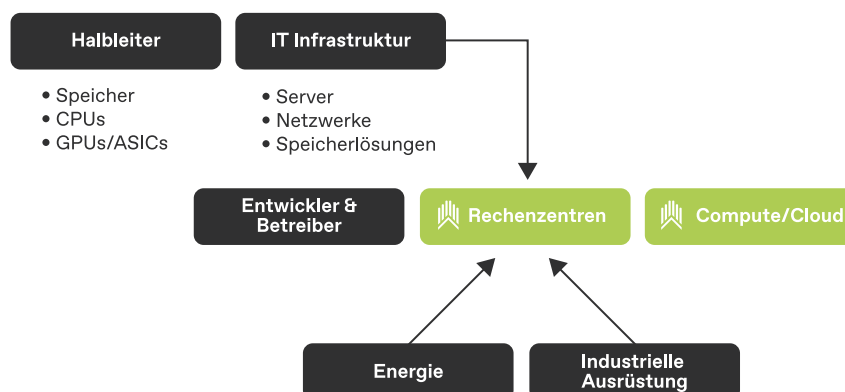 Halbleiter
IT Infrastruktur
• Speicher
• CPUs
• GPUs/ASICs
• Server
• Netzwerke
• Speicherlösungen
Entwickler &
Betreiber
Rechenzentren
Compute/Cloud
Energie
Industrielle
Ausrüstung